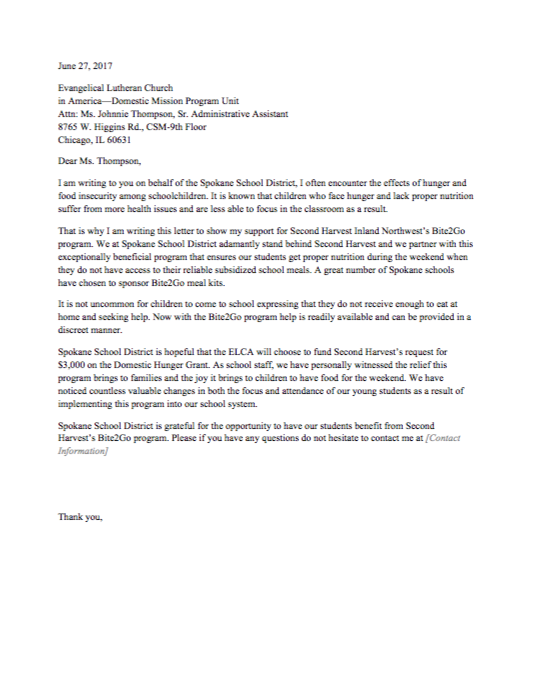 June 27, 2017
Evangelical Lutheran Church
in America—Domestic Mission Program Unit
Attn: Ms. Johnnie Thompson, Sr. Administrative Assistant
8765 W. Higgins Rd., CSM-9th Floor
Chicago, IL 60631
Dear Ms. Thompson,
I am writing to you on behalf of the Spokane School District, I often encounter the effects of hunger and
food insecurity among schoolchildren. It is known that children who face hunger and lack proper nutrition
suffer from more health issues and are less able to focus in the classroom as a result.
That is why I am writing this letter to show my support for Second Harvest Inland Northwest's Bite2Go
program. We at Spokane School District adamantly stand behind Second Harvest and we partner with this
exceptionally beneficial program that ensures our students get proper nutrition during the weekend when
they do not have access to their reliable subsidized school meals. A great number of Spokane schools
have chosen to sponsor Bite2Go meal kits.
It is not uncommon for children to come to school expressing that they do not receive enough to eat at
home and seeking help. Now with the Bite2Go program help is readily available and can be provided in a
discreet manner.
Spokane School District is hopeful that the ELCA will choose to fund Second Harvest's request for
$3,000 on the Domestic Hunger Grant. As school staff, we have personally witnessed the relief this
program brings to families and the joy it brings to children to have food for the weekend. We have
noticed countless valuable changes in both the focus and attendance of our young students as a result of
implementing this program into our school system.
Spokane School District is grateful for the opportunity to have our students benefit from Second
Harvest's Bite2Go program. Please if you have any questions do not hesitate to contact me at [Contact
Information]
Thank you,